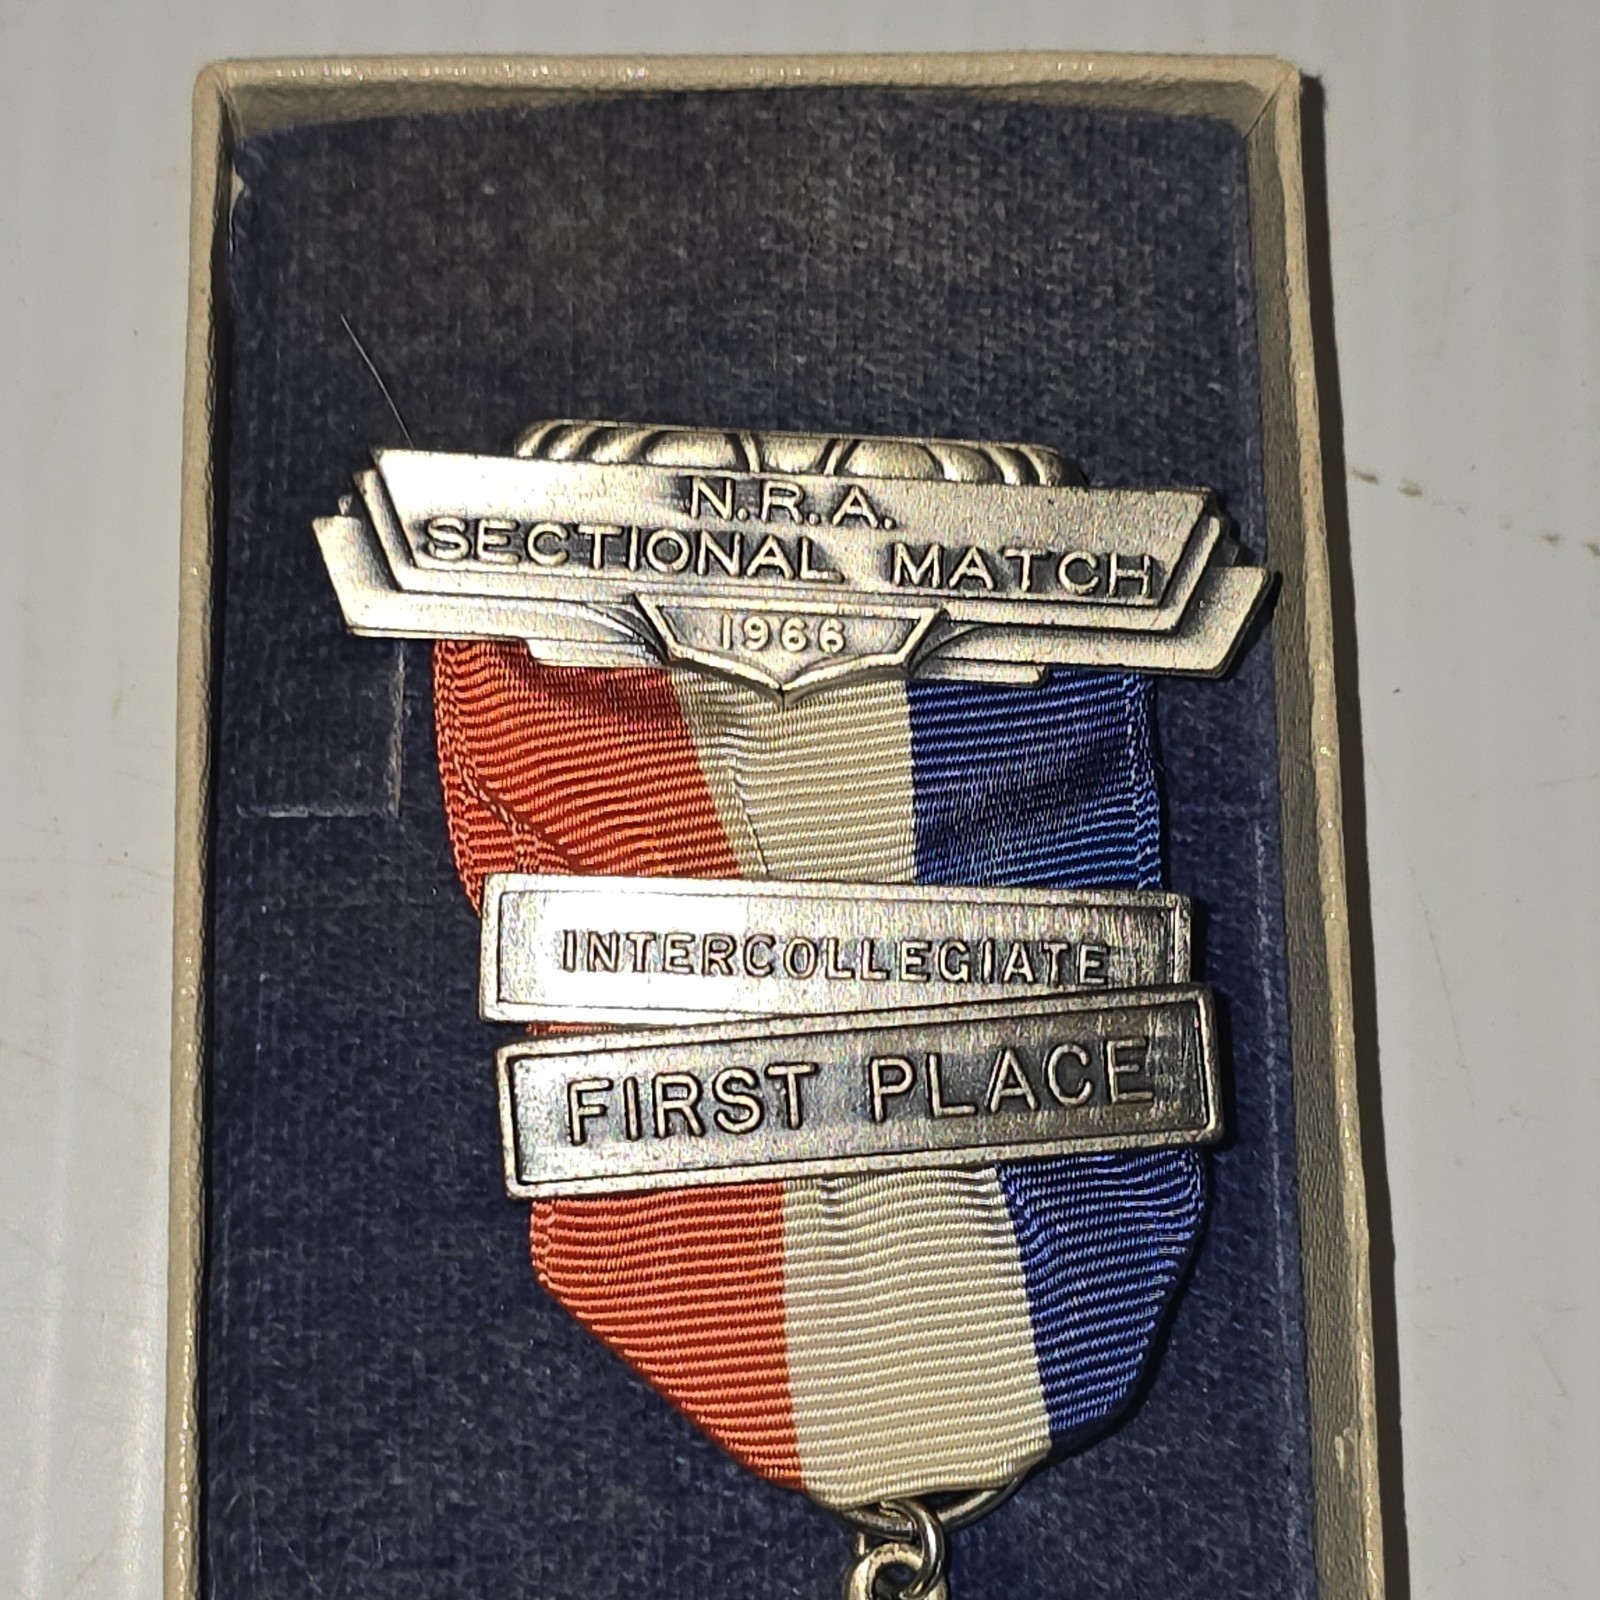 N.R.A.
SECTIONAL MATCH
1966
INTERCOLLEGIATE
FIRST PLACE